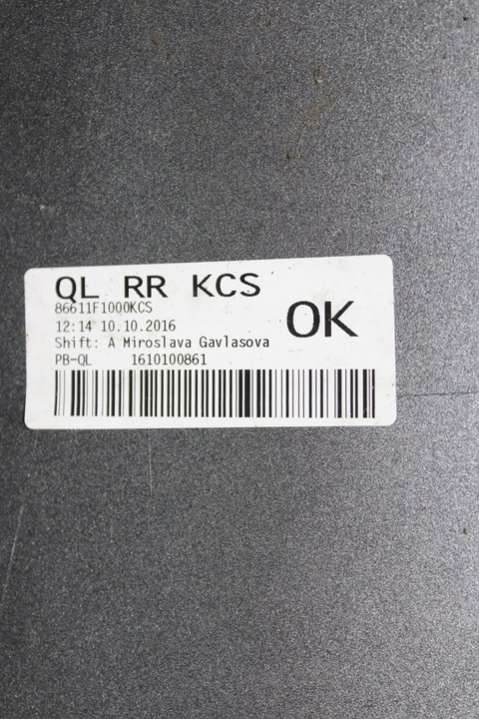 QL RR KCS
86611F1000KCS
OK
12:14 10.10.2016
Shift: A Miroslava Gavlasova
PB-QL 1610100861